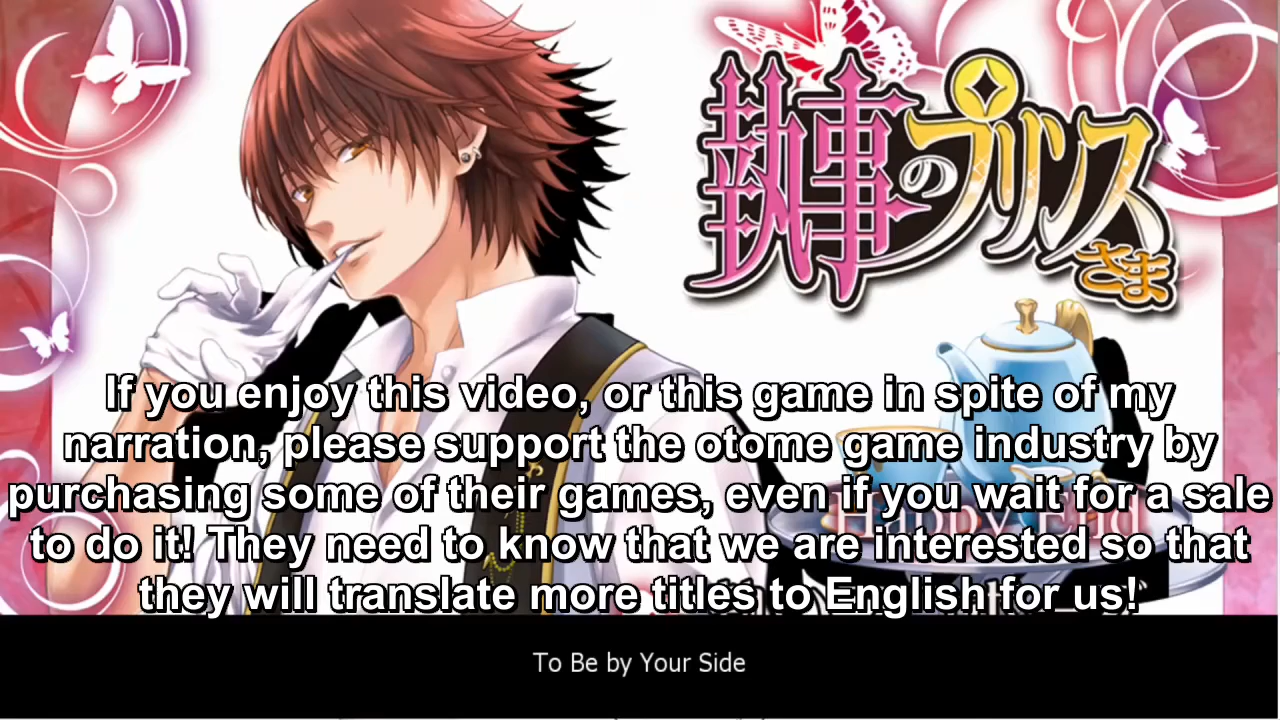 執事のプリンス
さま
If you enjoy this video, or this game in spite of my
narration, please support the otome game industry by
purchasing some of their games, even if you wait for a sale
to do it! They need to know that we are interested so that
they will translate more titles to English for us!
Happy End
To Be by Your Side